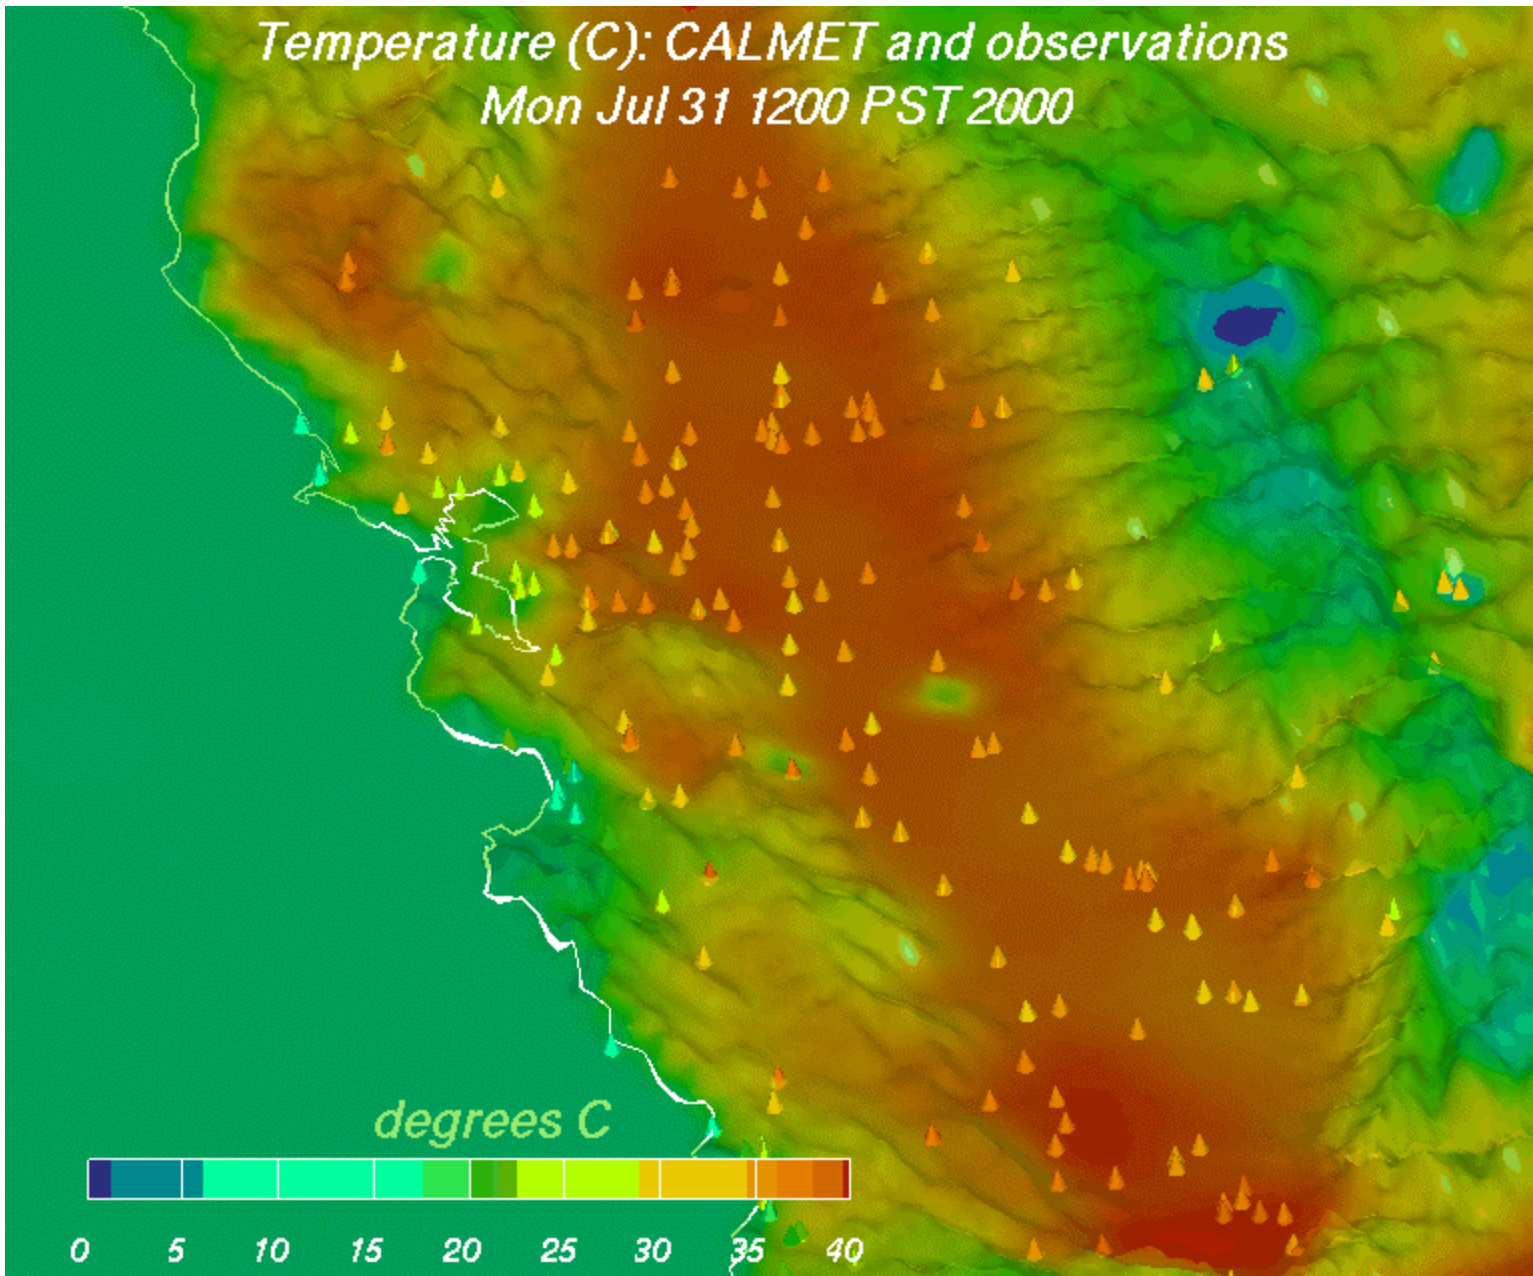 Temperature (C): CALMET and observations
Mon Jul 31 1200 PST 2000
degrees C
0 5 10 15 20 25 30 35 40